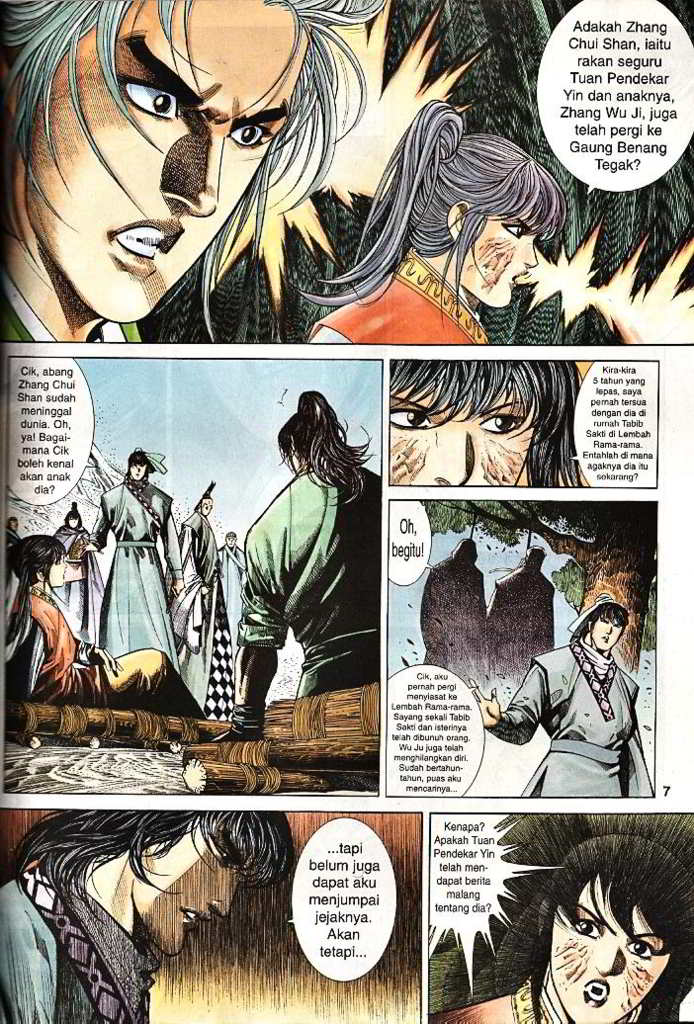 Adakah Zhang
Chui Shan, iaitu
rakan seguru
Tuan Pendekar
Yin dan anaknya,
Zhang Wu Ji, juga
telah pergi ke
Gaung Benang
Tegak?
Cik, abang
Zhang Chui
Shan sudah
meninggal
dunia. Oh,
ya! Bagai-
mana Cik
boleh kenal
akan anak
dia?
Kira-kira
5 tahun yang
lepas, saya
pernah tersua
dengan dia di
rumah Tabib
Sakti di Lembah
Rama-rama.
Entahlah di mana
agaknya dia itu
sekarang?
Oh,
begitu!
Cik, aku
pernah pergi
menyiasat ke
Lembah Rama-rama.
Sayang sekali Tabib
Sakti dan isterinya
telah dibunuh orang.
Wu Ji juga telah
menghilangkan diri.
Sudah bertahun-
tahun, puas aku
mencarinya...
7
...tapi
belum juga
dapat aku
menjumpai
jejaknya.
Akan
tetapi...
Kenapa?
Apakah Tuan
Pendekar Yin
telah men-
dapat berita
malang
tentang dia?